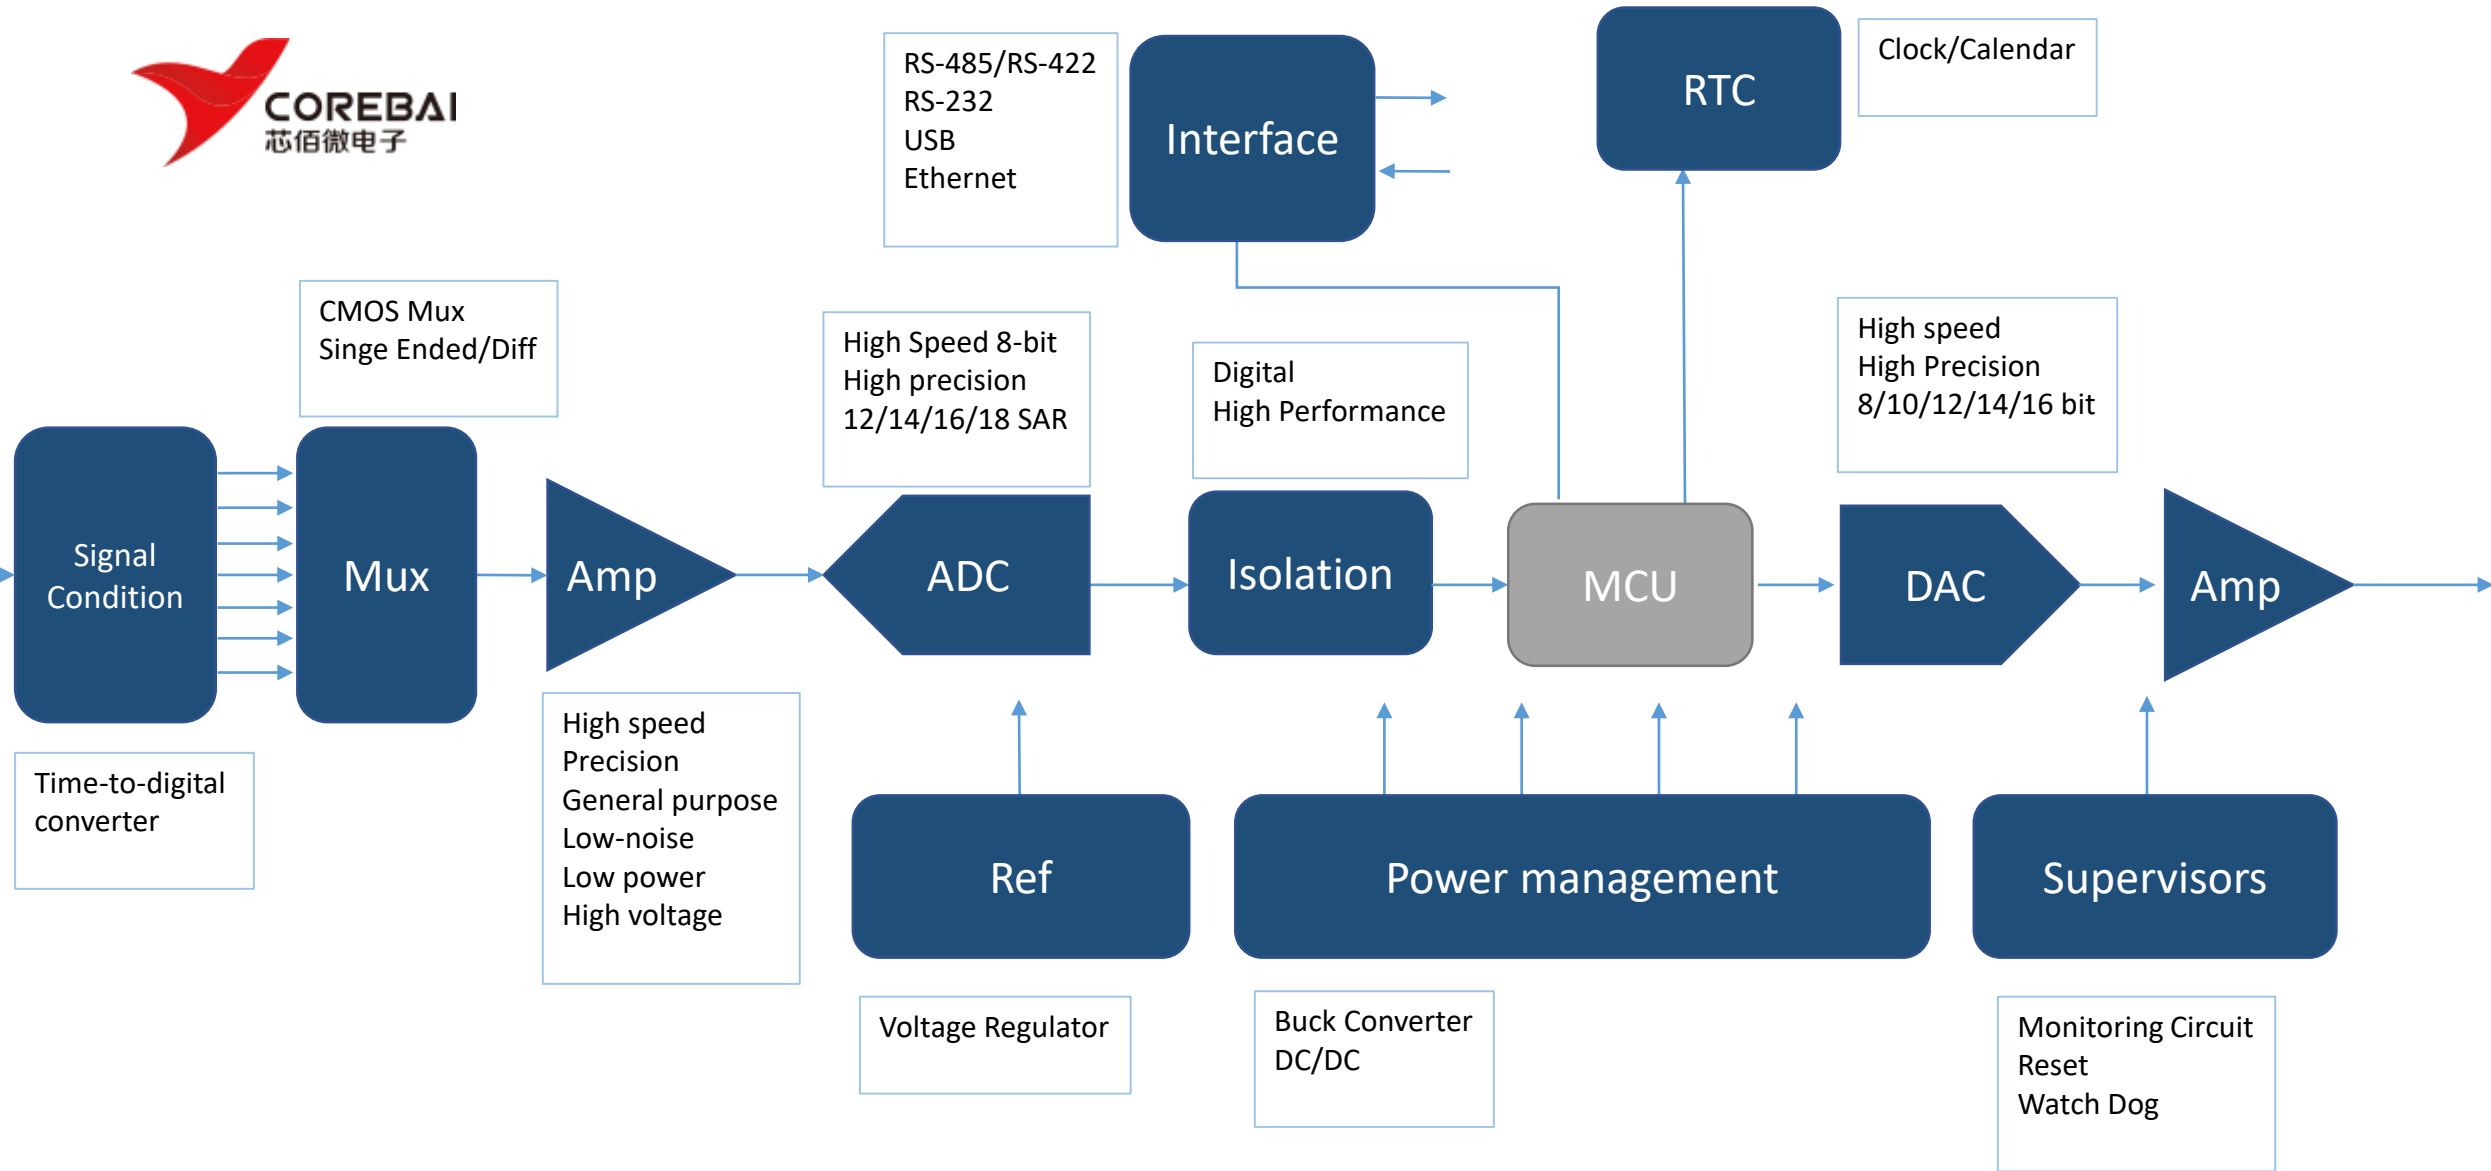 COREBAI
芯佰微电子
RS-485/RS-422
RS-232
USB
Ethernet
Interface
RTC
Clock/Calendar
CMOS Mux
Singe Ended/Diff
High Speed 8-bit
High precision
12/14/16/18 SAR
Digital
High Performance
High speed
High Precision
8/10/12/14/16 bit
Signal
Condition
Mux
Amp
ADC
Isolation
MCU
DAC
Amp
Time-to-digital
converter
High speed
Precision
General purpose
Low-noise
Low power
High voltage
Ref
Power management
Supervisors
Voltage Regulator
Buck Converter
DC/DC
Monitoring Circuit
Reset
Watch Dog